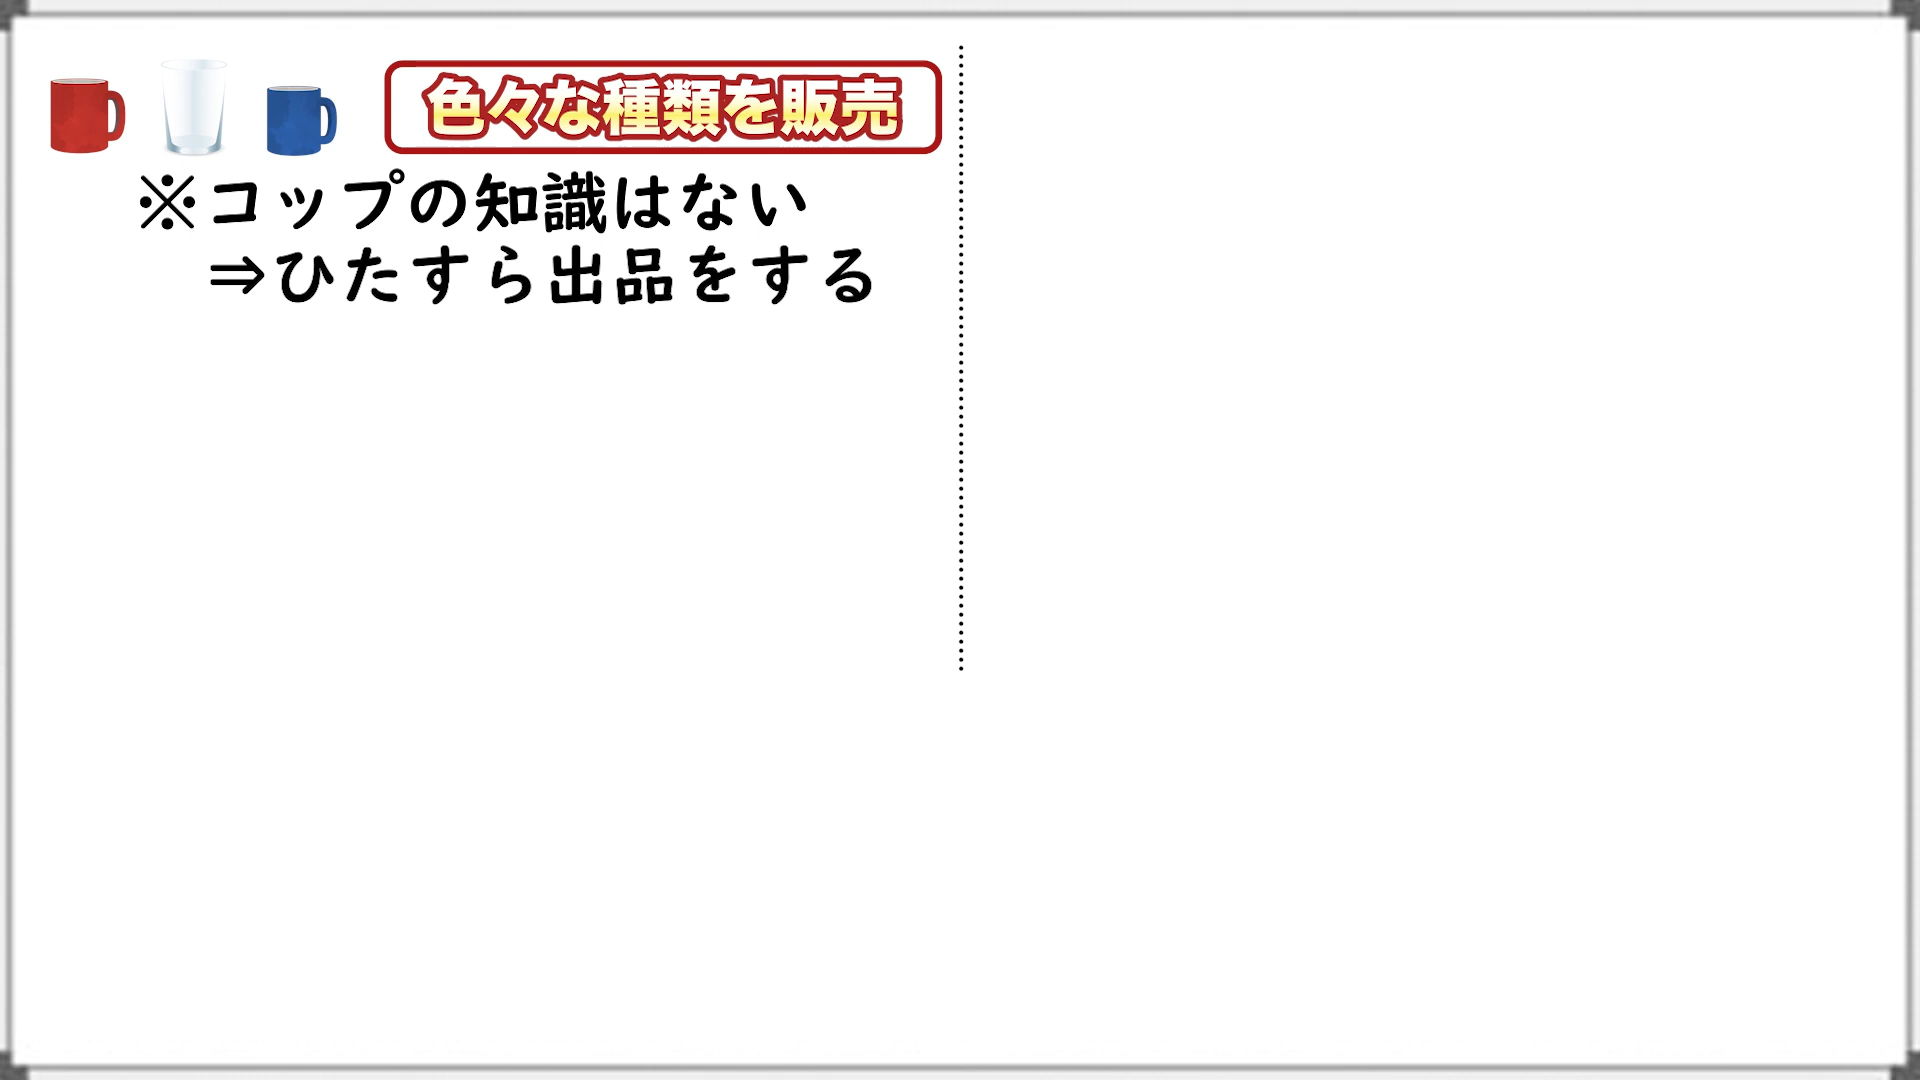 色々な種類を販売
※コップの知識はない
⇒ひたすら出品をする